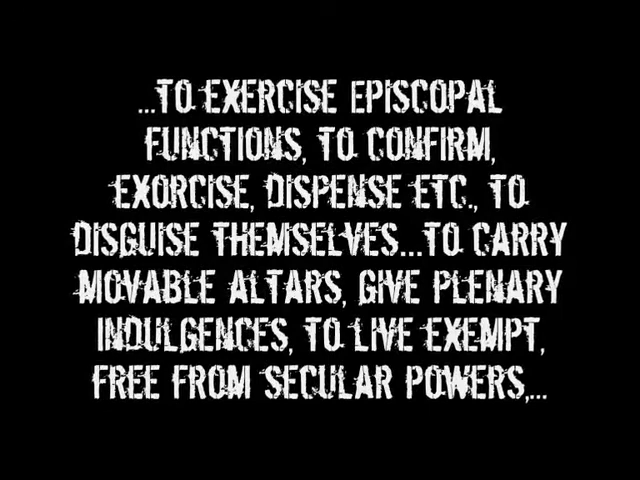 ...TO EXERCISE EPISCOPAL
FUNCTIONS, TO CONFIRM,
EXORCISE, DISPENSE ETC., TO
DISGUISE THEMSELVES...TO CARRY
MOVABLE ALTARS, GIVE PLENARY
INDULGENCES, TO LIVE EXEMPT,
FREE FROM SECULAR POWERS,...